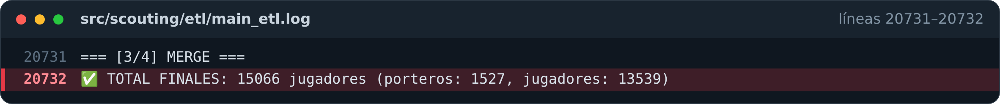 src/scouting/etl/main_etl.log
líneas 20731–20732
20731 === [3/4] MERGE ===
20732 ✅ TOTAL FINALES: 15066 jugadores (porteros: 1527, jugadores: 13539)